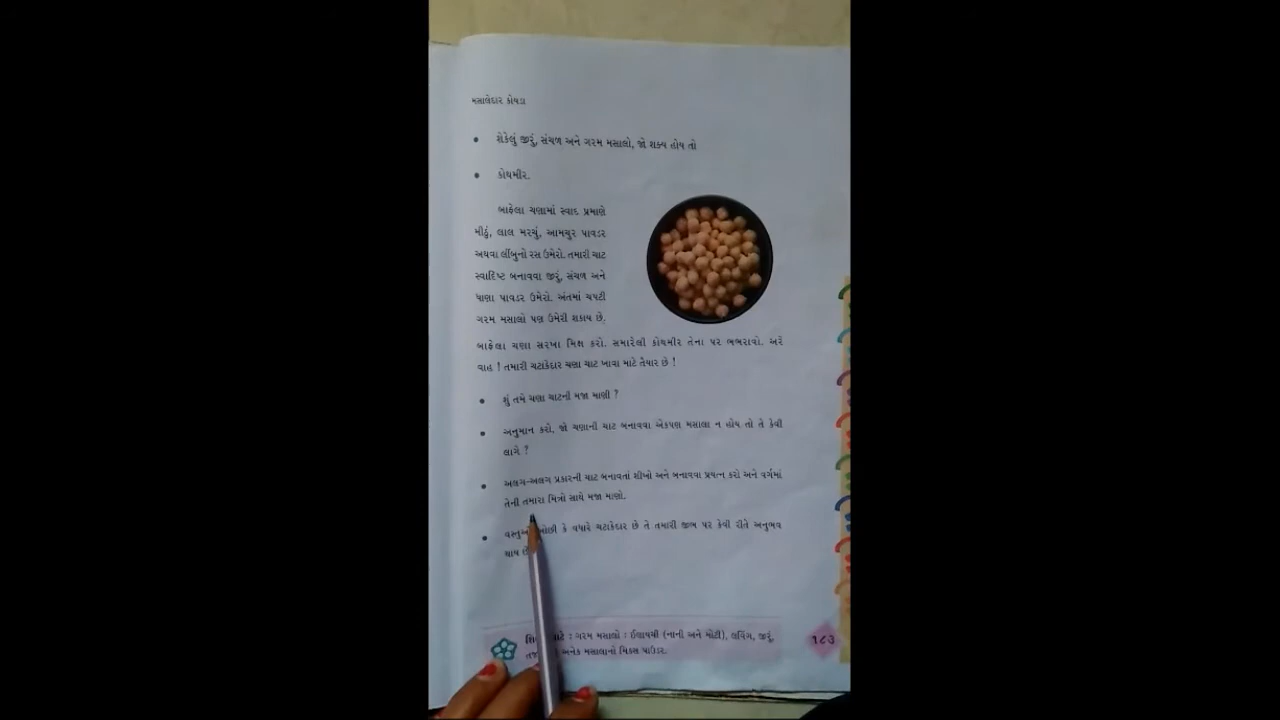 મસાલેદાર કોયડા
• શેકેલું જીરું, સંચળ અને ગરમ મસાલો, જો શક્ય હોય તો
• કોથમીર.
બાફેલા ચણામાં સ્વાદ પ્રમાણે
મીઠું, લાલ મરચું, આમચુર પાવડર
અથવા લીંબુનો રસ ઉમેરો. તમારી ચાટ
સ્વાદિષ્ટ બનાવવા જીરું, સંચળ અને
ધાણા પાવડર ઉમેરો. અંતમાં ચપટી
ગરમ મસાલો પણ ઉમેરી શકાય છે.
બાફેલા ચણા સરખા મિક્ષ કરો. સમારેલી કોથમીર તેના પર ભભરાવો. અરે
વાહ ! તમારી ચટાકેદાર ચણા ચાટ ખાવા માટે તૈયાર છે !
• શું તમે ચણા ચાટની મજા માણી ?
• અનુમાન કરો, જો ચણાની ચાટ બનાવવા એકપણ મસાલા ન હોય તો તે કેવી
લાગે ?
• અલગ-અલગ પ્રકારની ચાટ બનાવતાં શીખો અને બનાવવા પ્રયત્ન કરો અને વર્ગમાં
તેની તમારા મિત્રો સાથે મજા માણો.
• ઓછી કે વધારે ચટાકેદાર છે તે તમારી જીભ પર કેવી રીતે અનુભવ
થાય
ગરમ મસાલો : ઈલાયચી (નાની અને મોટી), લવિંગ, જીરું,
અનેક મસાલાનો મિક્સ પાઉડર.
૧૮૩